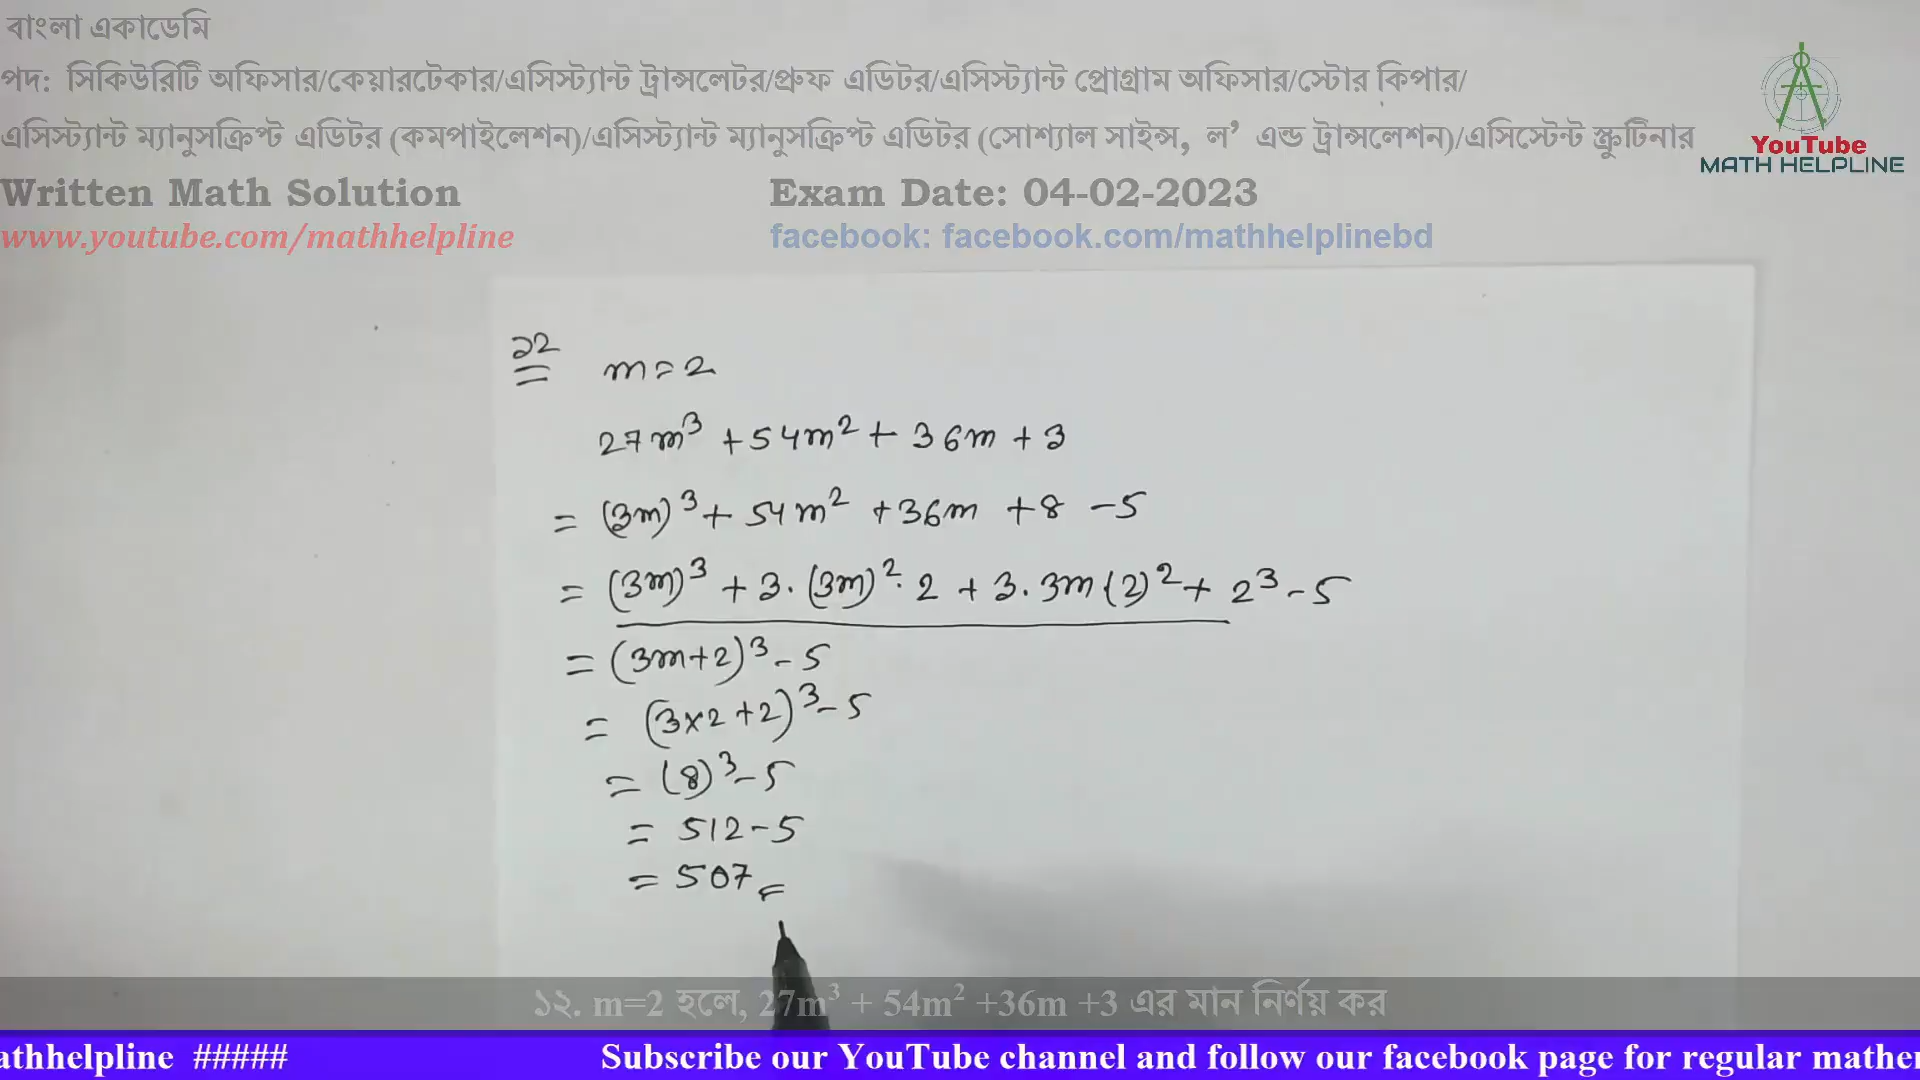 বাংলা একাডেমি
পদ: সিকিউরিটি অফিসার/কেয়ারটেকার/এসিস্ট্যান্ট ট্রান্সলেটর/প্রুফ এডিটর/এসিস্ট্যান্ট প্রোগ্রাম অফিসার/স্টোর কিপার/
এসিস্ট্যান্ট ম্যানুসক্রিপ্ট এডিটর (কমপাইলেশন)/এসিস্ট্যান্ট ম্যানুসক্রিপ্ট এডিটর (সোশ্যাল সাইন্স, ল’ এন্ড ট্রান্সলেশন)/এসিস্টেন্ট স্ক্রুটিনার
YouTube
MATH HELPLINE
Written Math Solution Exam Date: 04-02-2023
www.youtube.com/mathhelpline facebook: facebook.com/mathhelplinebd
১২ m=2
27m³ + 54m² + 36m + 3
= (3m)³ + 54m² + 36m + 8 - 5
= (3m)³ + 3.(3m)².2 + 3.3m(2)² + 2³ - 5
= (3m+2)³ - 5
= (3×2+2)³ - 5
= (8)³ - 5
= 512 - 5
= 507
১২. m=2 হলে, 27m³ + 54m² +36m +3 এর মান নির্ণয় কর
athhelpline ##### Subscribe our YouTube channel and follow our facebook page for regular mather